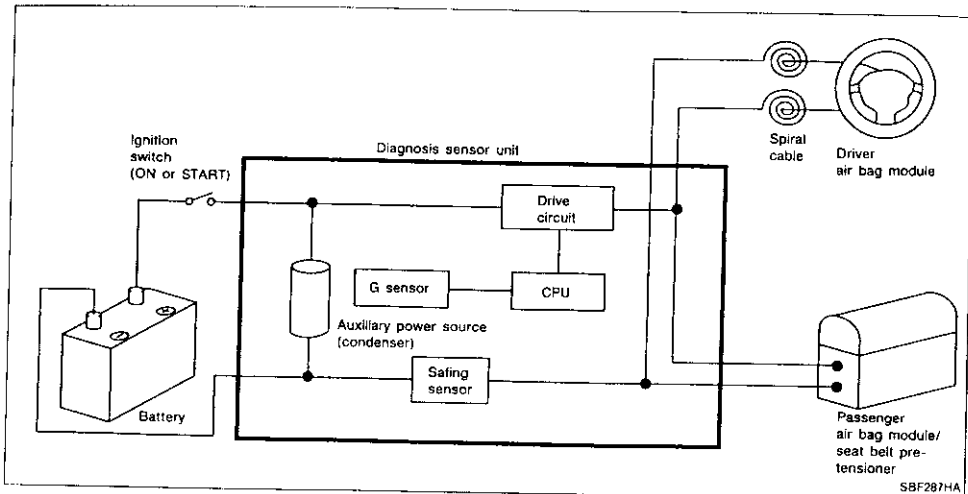 Ignition
switch
(ON or START)
Diagnosis sensor unit
Spiral
cable
Driver
air bag module
Drive
circuit
G sensor
CPU
Auxiliary power source
(condenser)
Safing
sensor
Battery
Passenger
air bag module/
seat belt pre-
tensioner
SBF287HA